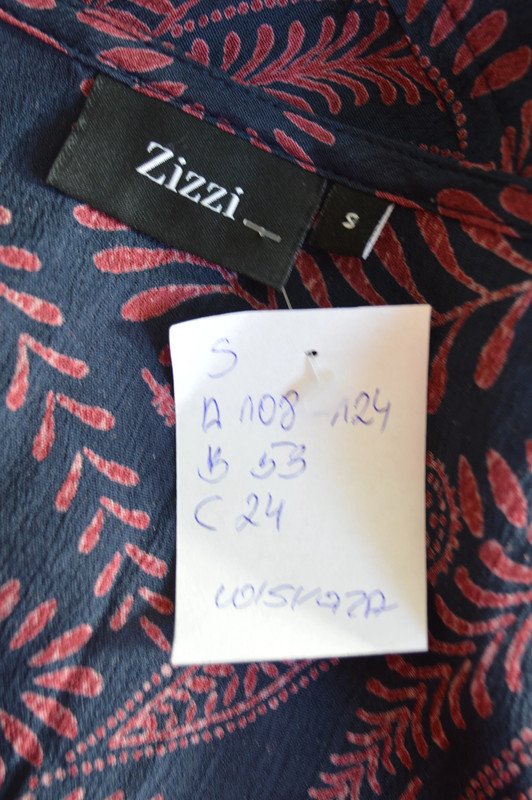 Zizzi
S
S
A 108-124
B 53
C 24
WISKOZA